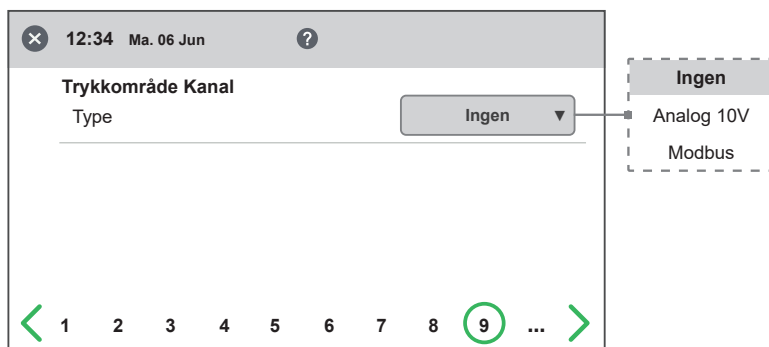 12:34 Ma. 06 Jun ?
Trykkområde Kanal
Type Ingen ▼
Ingen
Analog 10V
Modbus
1 2 3 4 5 6 7 8 9 ...